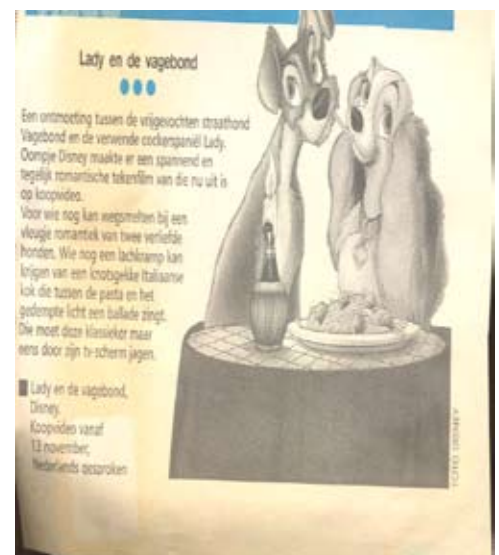 Lady en de vagebond
Een ontmoeting tussen de vrijgevochten straathond
Vagebond en de verwende cockerspaniël Lady.
Oompje Disney maakte er een spannend en
tegelijk romantische tekenfilm van die nu uit is
op koopvideo.
Voor wie nog kan wegsmelten bij een
vleugje romantiek van twee verliefde
honden. Wie nog een lachkramp kan
krijgen van een knotsgekke Italiaanse
kok die tussen de pasta en het
gedempte licht een ballade zingt.
Die moet deze klassieker maar
eens door zijn tv-scherm jagen.
Lady en de vagebond,
Disney.
Koopvideo vanaf
13 november,
Nederlands gesproken
FOTO: DISNEY